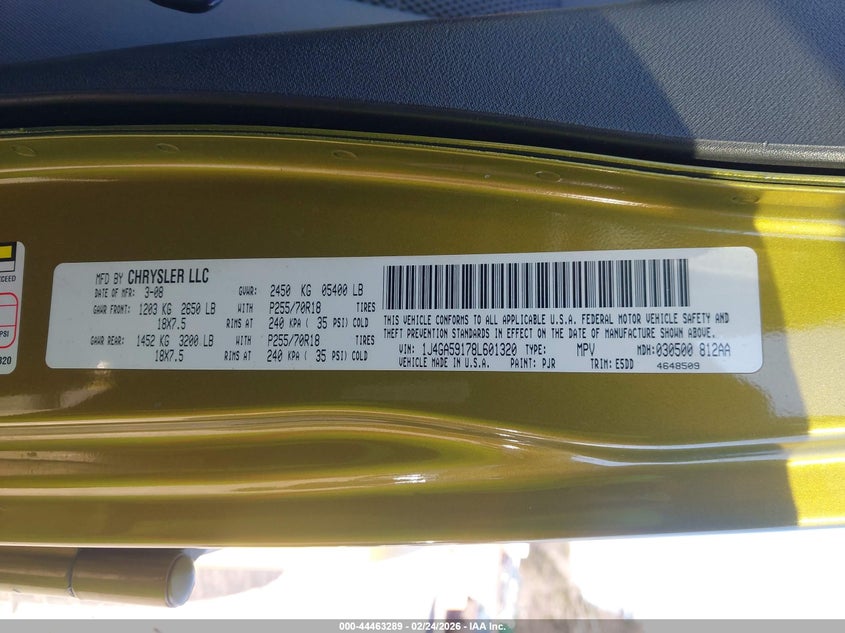 EXCEED
PSI
320
MFD BY CHRYSLER LLC
DATE OF MFR: 3-08
GVWR: 2450 KG 05400 LB
GAWR FRONT: 1203 KG 2650 LB WITH P255/70R18 TIRES
18X7.5 RIMS AT 240 KPA ( 35 PSI) COLD
GAWR REAR: 1452 KG 3200 LB WITH P255/70R18 TIRES
18X7.5 RIMS AT 240 KPA ( 35 PSI) COLD
THIS VEHICLE CONFORMS TO ALL APPLICABLE U.S.A. FEDERAL MOTOR VEHICLE SAFETY AND
THEFT PREVENTION STANDARDS IN EFFECT ON THE DATE OF MANUFACTURE SHOWN ABOVE.
VIN: 1J4GA59178L601320 TYPE: MPV MDH: 030500 812AA
VEHICLE MADE IN U.S.A. PAINT: PJR TRIM: E5DD 4648509
000-44463289 - 02/24/2026 - IAA Inc.